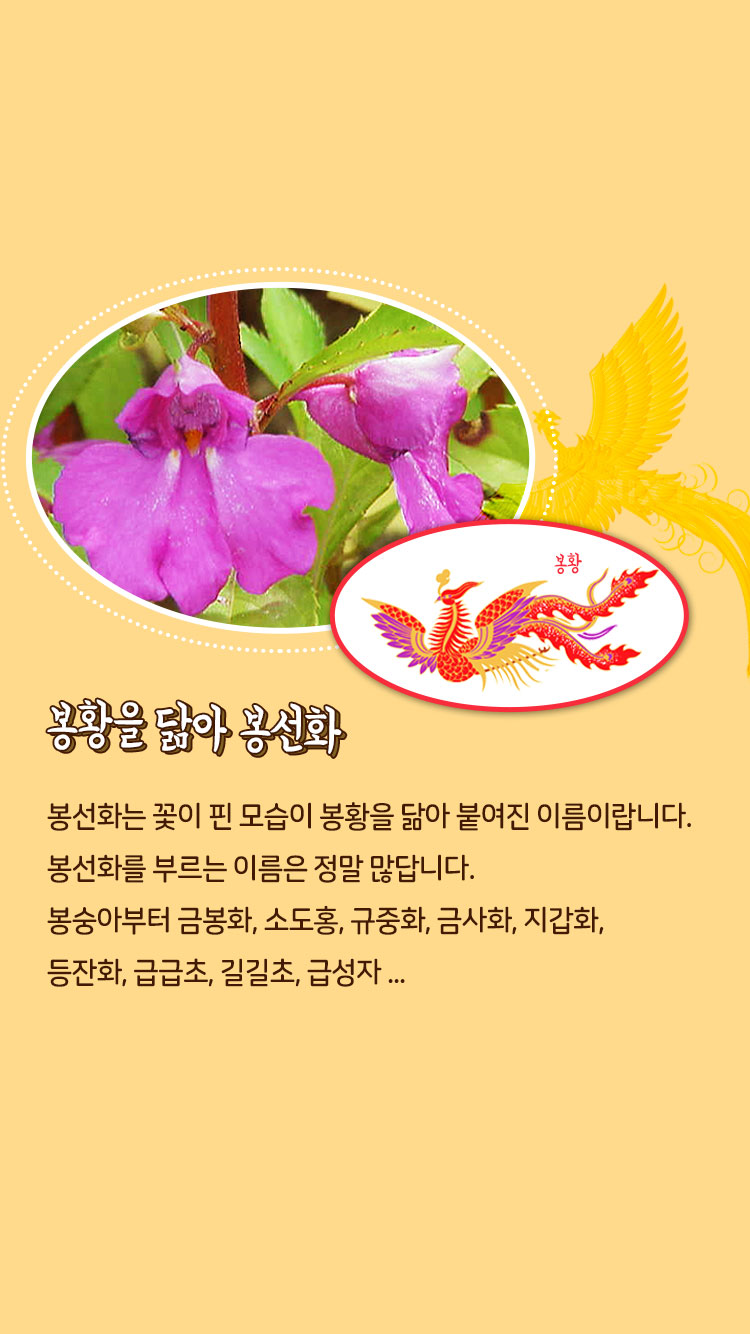 봉황
봉황을 닮아 봉선화
봉선화는 꽃이 핀 모습이 봉황을 닮아 붙여진 이름이랍니다.
봉선화를 부르는 이름은 정말 많답니다.
봉숭아부터 금봉화, 소도홍, 규중화, 금사화, 지갑화,
등잔화, 급급초, 길길초, 급성자 ...